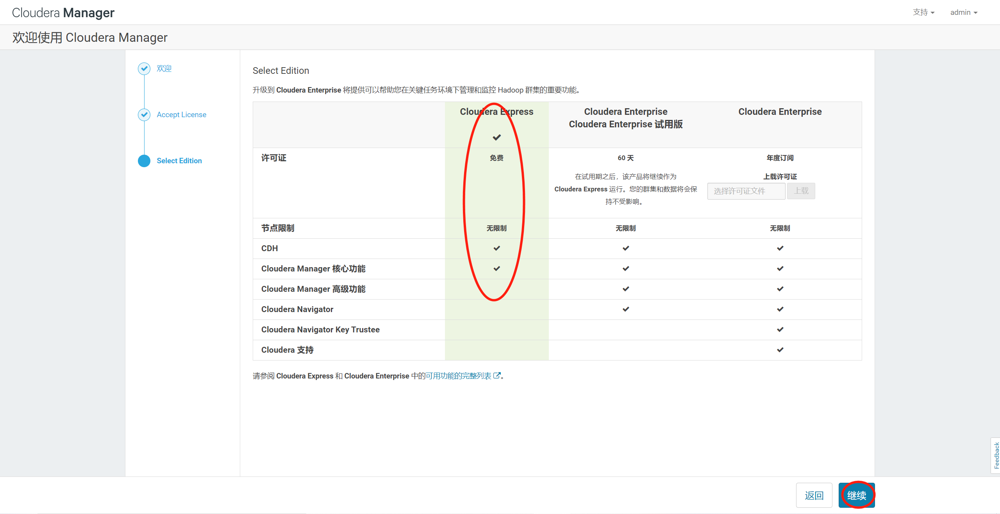 Cloudera Manager
支持
admin
欢迎使用 Cloudera Manager
欢迎
Accept License
Select Edition
Select Edition
升级到 Cloudera Enterprise 将提供可以帮助您在关键任务环境下管理和监控 Hadoop 群集的重要功能。
Cloudera Express
Cloudera Enterprise
Cloudera Enterprise 试用版
Cloudera Enterprise
许可证
免费
60 天
在试用期之后，该产品将继续作为
Cloudera Express 运行。您的群集和数据将会保
持不受影响。
年度订阅
上载许可证
选择许可证文件
上载
节点限制
无限制
无限制
无限制
CDH
Cloudera Manager 核心功能
Cloudera Manager 高级功能
Cloudera Navigator
Cloudera Navigator Key Trustee
Cloudera 支持
请参阅 Cloudera Express 和 Cloudera Enterprise 中的可用功能的完整列表。
Feedback
返回
继续